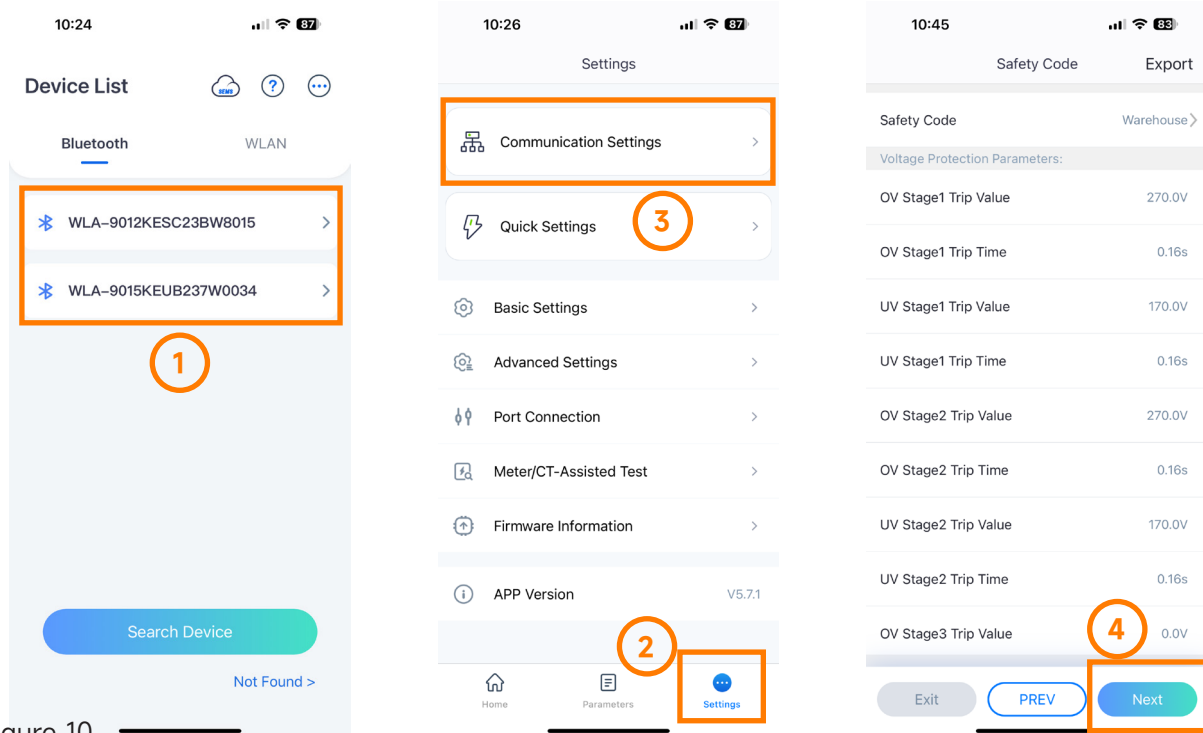 10:24
87
Device List
SEMS
?
Bluetooth
WLAN
WLA–9012KESC23BW8015
WLA–9015KEUB237W0034
1
Search Device
Not Found >
10:26
87
Settings
Communication Settings
Quick Settings
3
Basic Settings
Advanced Settings
Port Connection
Meter/CT-Assisted Test
Firmware Information
APP Version
V5.7.1
2
Home
Parameters
Settings
10:45
83
Safety Code
Export
Safety Code
Warehouse
Voltage Protection Parameters:
OV Stage1 Trip Value
270.0V
OV Stage1 Trip Time
0.16s
UV Stage1 Trip Value
170.0V
UV Stage1 Trip Time
0.16s
OV Stage2 Trip Value
270.0V
OV Stage2 Trip Time
0.16s
UV Stage2 Trip Value
170.0V
UV Stage2 Trip Time
0.16s
OV Stage3 Trip Value
0.0V
4
Exit
PREV
Next